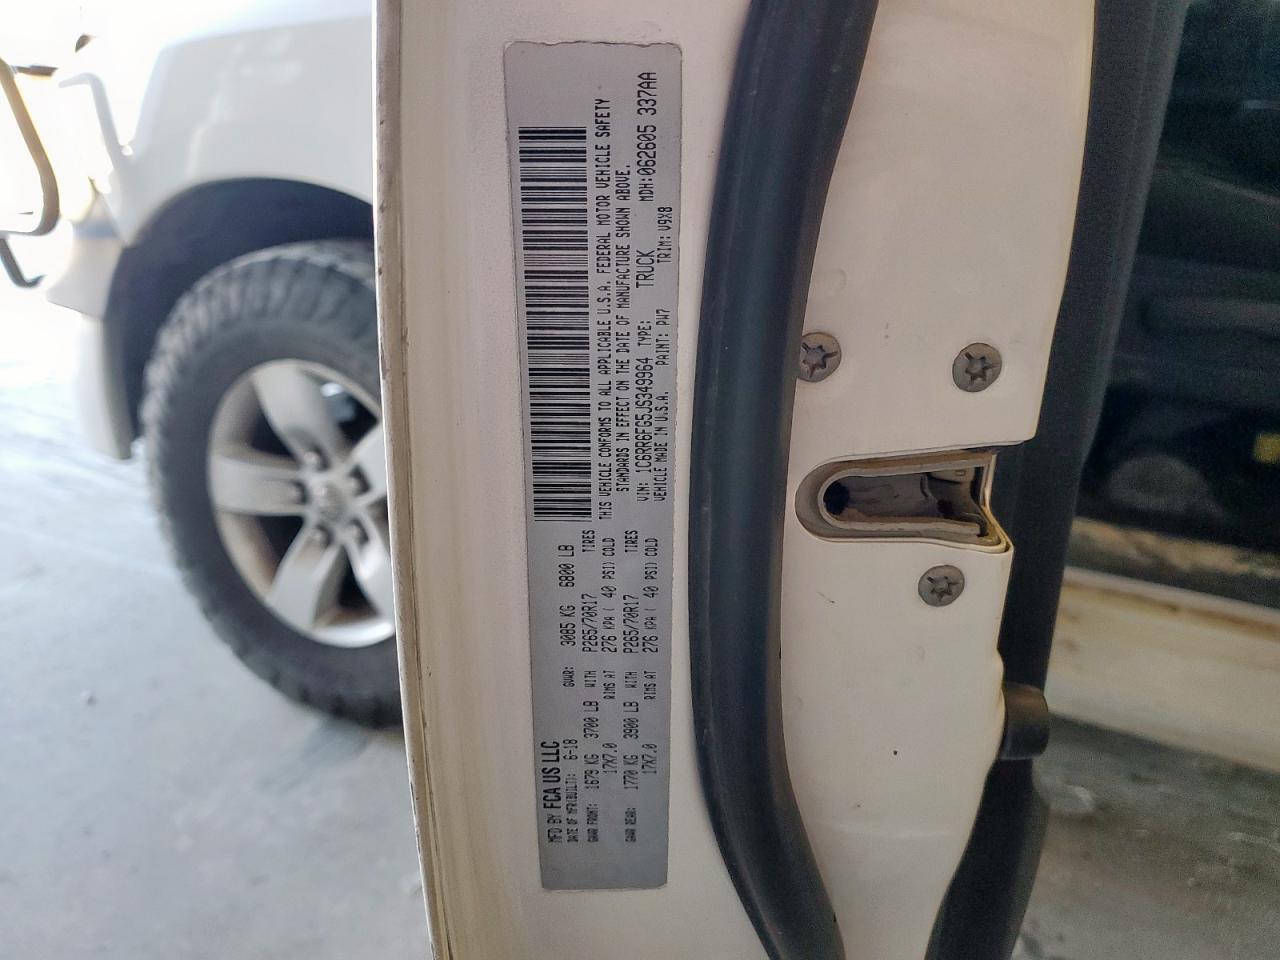 MFD BY FCA US LLC
DATE OF MFR(BUILT): 6-18 GVWR: 3085 KG 6800 LB
GAWR FRONT: 1679 KG 3700 LB WITH P265/70R17 TIRES
17X7.0 RIMS AT 276 KPA ( 40 PSI) COLD
GAWR REAR: 1770 KG 3900 LB WITH P265/70R17 TIRES
17X7.0 RIMS AT 276 KPA ( 40 PSI) COLD
THIS VEHICLE CONFORMS TO ALL APPLICABLE U.S.A. FEDERAL MOTOR VEHICLE SAFETY
STANDARDS IN EFFECT ON THE DATE OF MANUFACTURE SHOWN ABOVE.
VIN: 1C6RR6FG5JS349964 TYPE: TRUCK MDH:062605 337AA
VEHICLE MADE IN U.S.A. PAINT: PW7 TRIM: V9X8